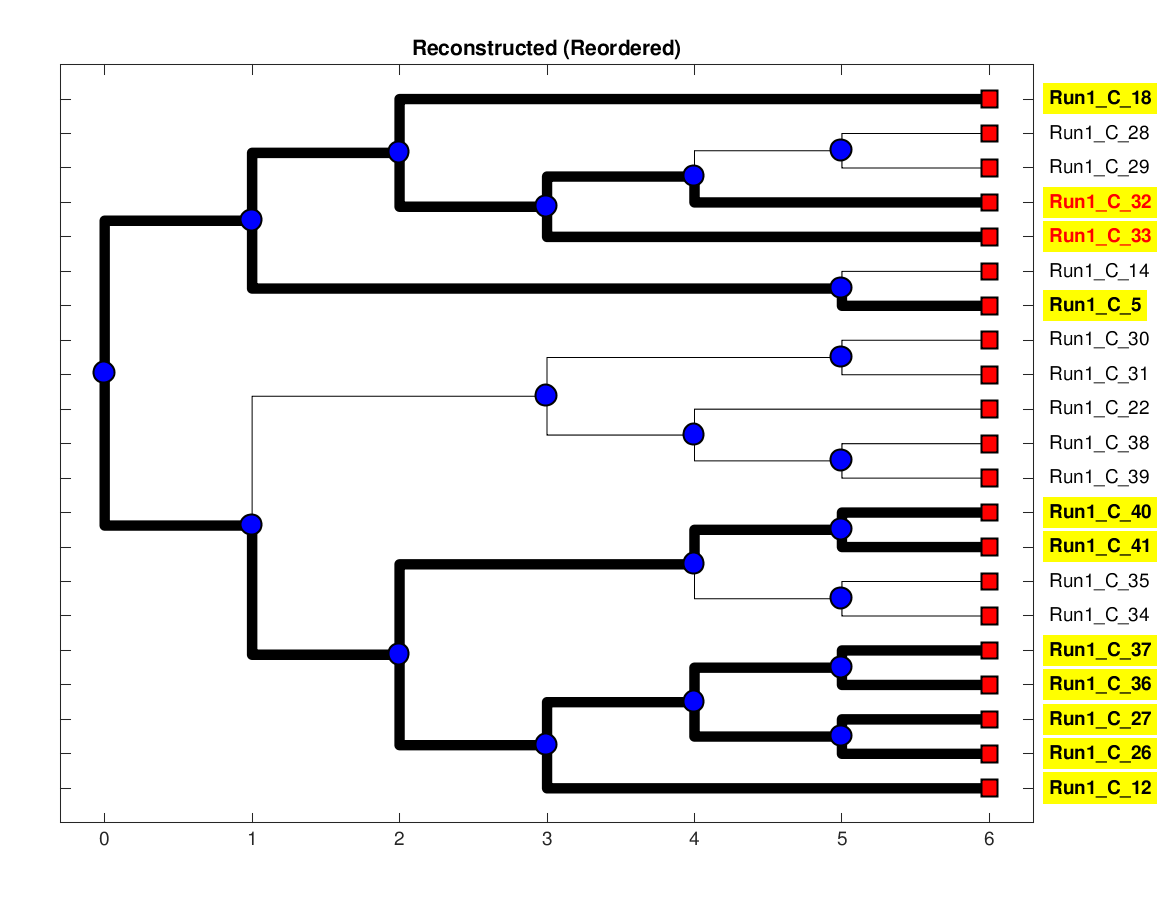 Reconstructed (Reordered)
Run1_C_18
Run1_C_28
Run1_C_29
Run1_C_32
Run1_C_33
Run1_C_14
Run1_C_5
Run1_C_30
Run1_C_31
Run1_C_22
Run1_C_38
Run1_C_39
Run1_C_40
Run1_C_41
Run1_C_35
Run1_C_34
Run1_C_37
Run1_C_36
Run1_C_27
Run1_C_26
Run1_C_12
0 1 2 3 4 5 6